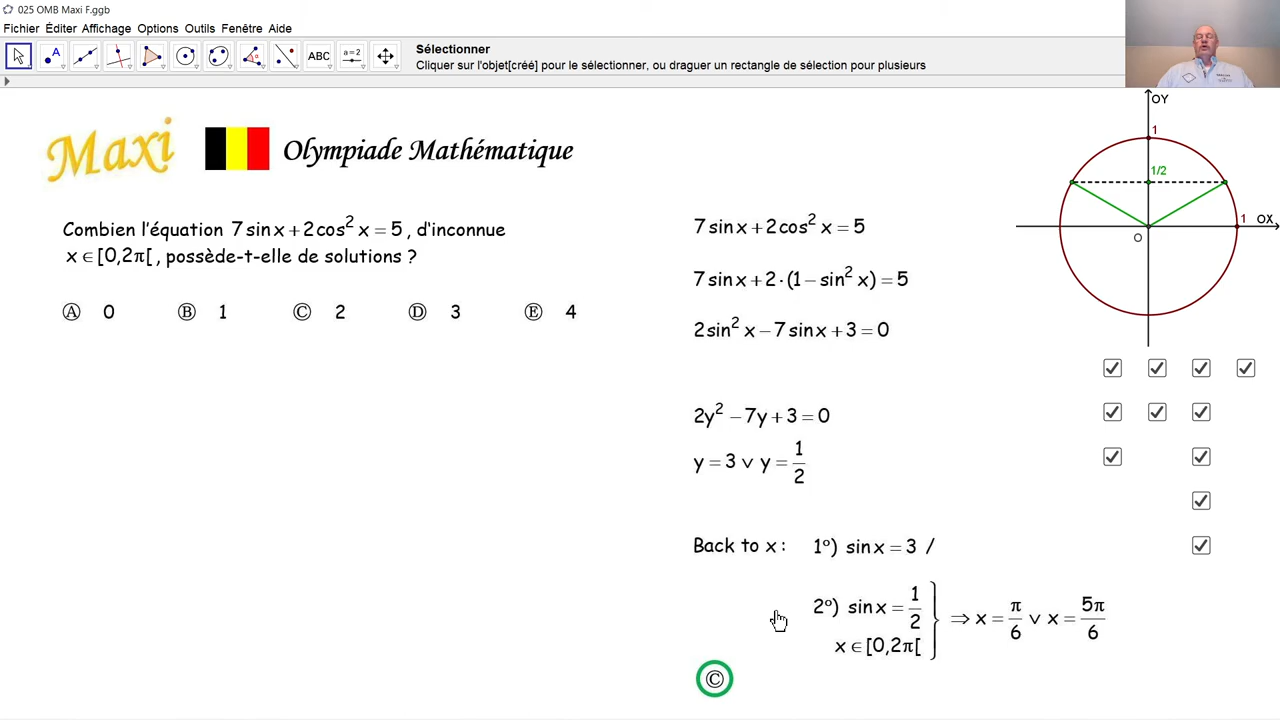 025 OMB Maxi F.ggb
Fichier Éditer Affichage Options Outils Fenêtre Aide
A
ABC
a=2
Sélectionner
Cliquer sur l'objet[créé] pour le sélectionner, ou draguer un rectangle de sélection pour plusieurs
Maxi
Olympiade Mathématique
Combien l'équation 7 sin x + 2 cos² x = 5 , d'inconnue
x ∈ [0,2π[ , possède-t-elle de solutions ?
Ⓐ 0 Ⓑ 1 Ⓒ 2 Ⓓ 3 Ⓔ 4
7 sin x + 2 cos² x = 5
7 sin x + 2 · (1 − sin² x) = 5
2 sin² x − 7 sin x + 3 = 0
2y² − 7y + 3 = 0
y = 3 ∨ y = 1/2
Back to x : 1°) sin x = 3 /
2°) sin x = 1/2
x ∈ [0,2π[
⇒ x = π/6 ∨ x = 5π/6
Ⓒ
OY
1
1/2
1 OX
O